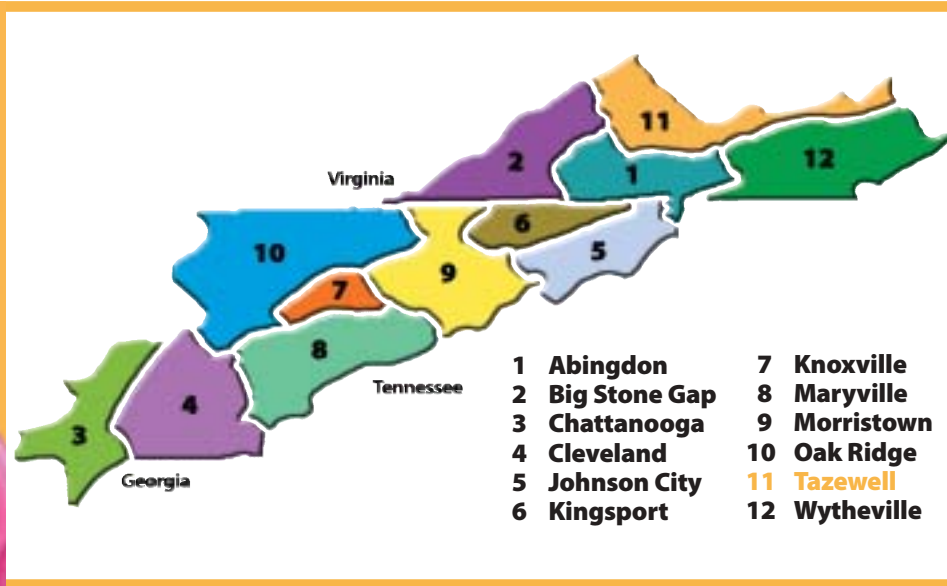 11
12
2
1
Virginia
6
5
10
9
7
8
Tennessee
4
3
Georgia
1 Abingdon
2 Big Stone Gap
3 Chattanooga
4 Cleveland
5 Johnson City
6 Kingsport
7 Knoxville
8 Maryville
9 Morristown
10 Oak Ridge
11 Tazewell
12 Wytheville